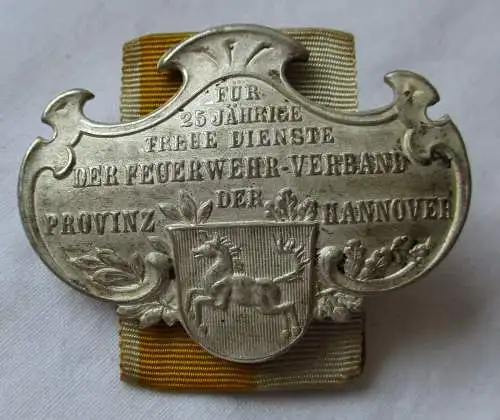 FÜR
25 JÄHRIGE
TREUE DIENSTE
DER FEUERWEHR-VERBAND
DER
PROVINZ HANNOVER